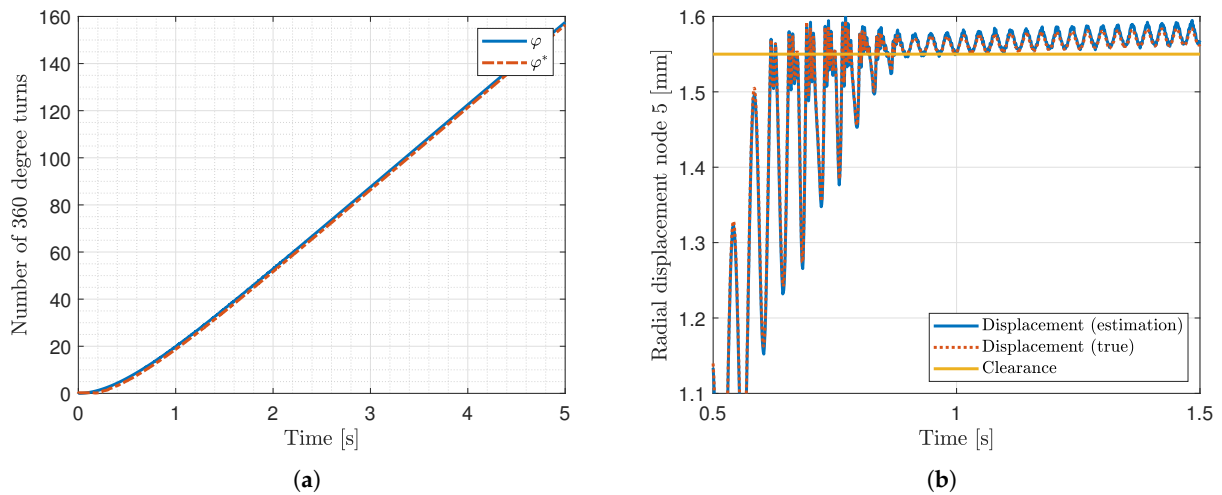 160
140
120
100
80
60
40
20
0
Number of 360 degree turns
φ
φ*
0 1 2 3 4 5
Time [s]
(a)
1.6
1.5
1.4
1.3
1.2
1.1
Radial displacement node 5 [mm]
Displacement (estimation)
Displacement (true)
Clearance
0.5 1 1.5
Time [s]
(b)